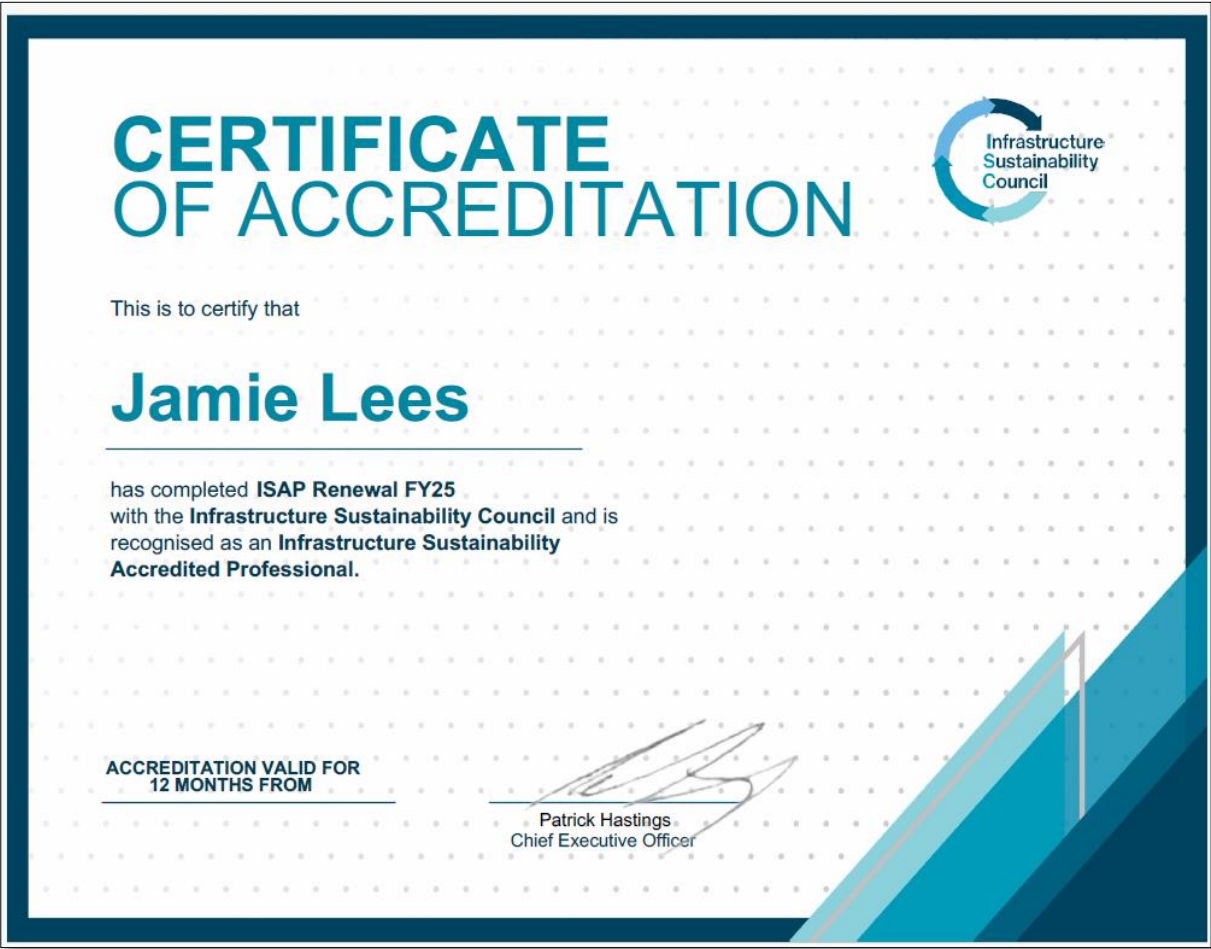 CERTIFICATE
OF ACCREDITATION
Infrastructure
Sustainability
Council
This is to certify that
Jamie Lees
has completed ISAP Renewal FY25
with the Infrastructure Sustainability Council and is
recognised as an Infrastructure Sustainability
Accredited Professional.
ACCREDITATION VALID FOR
12 MONTHS FROM
Patrick Hastings
Chief Executive Officer